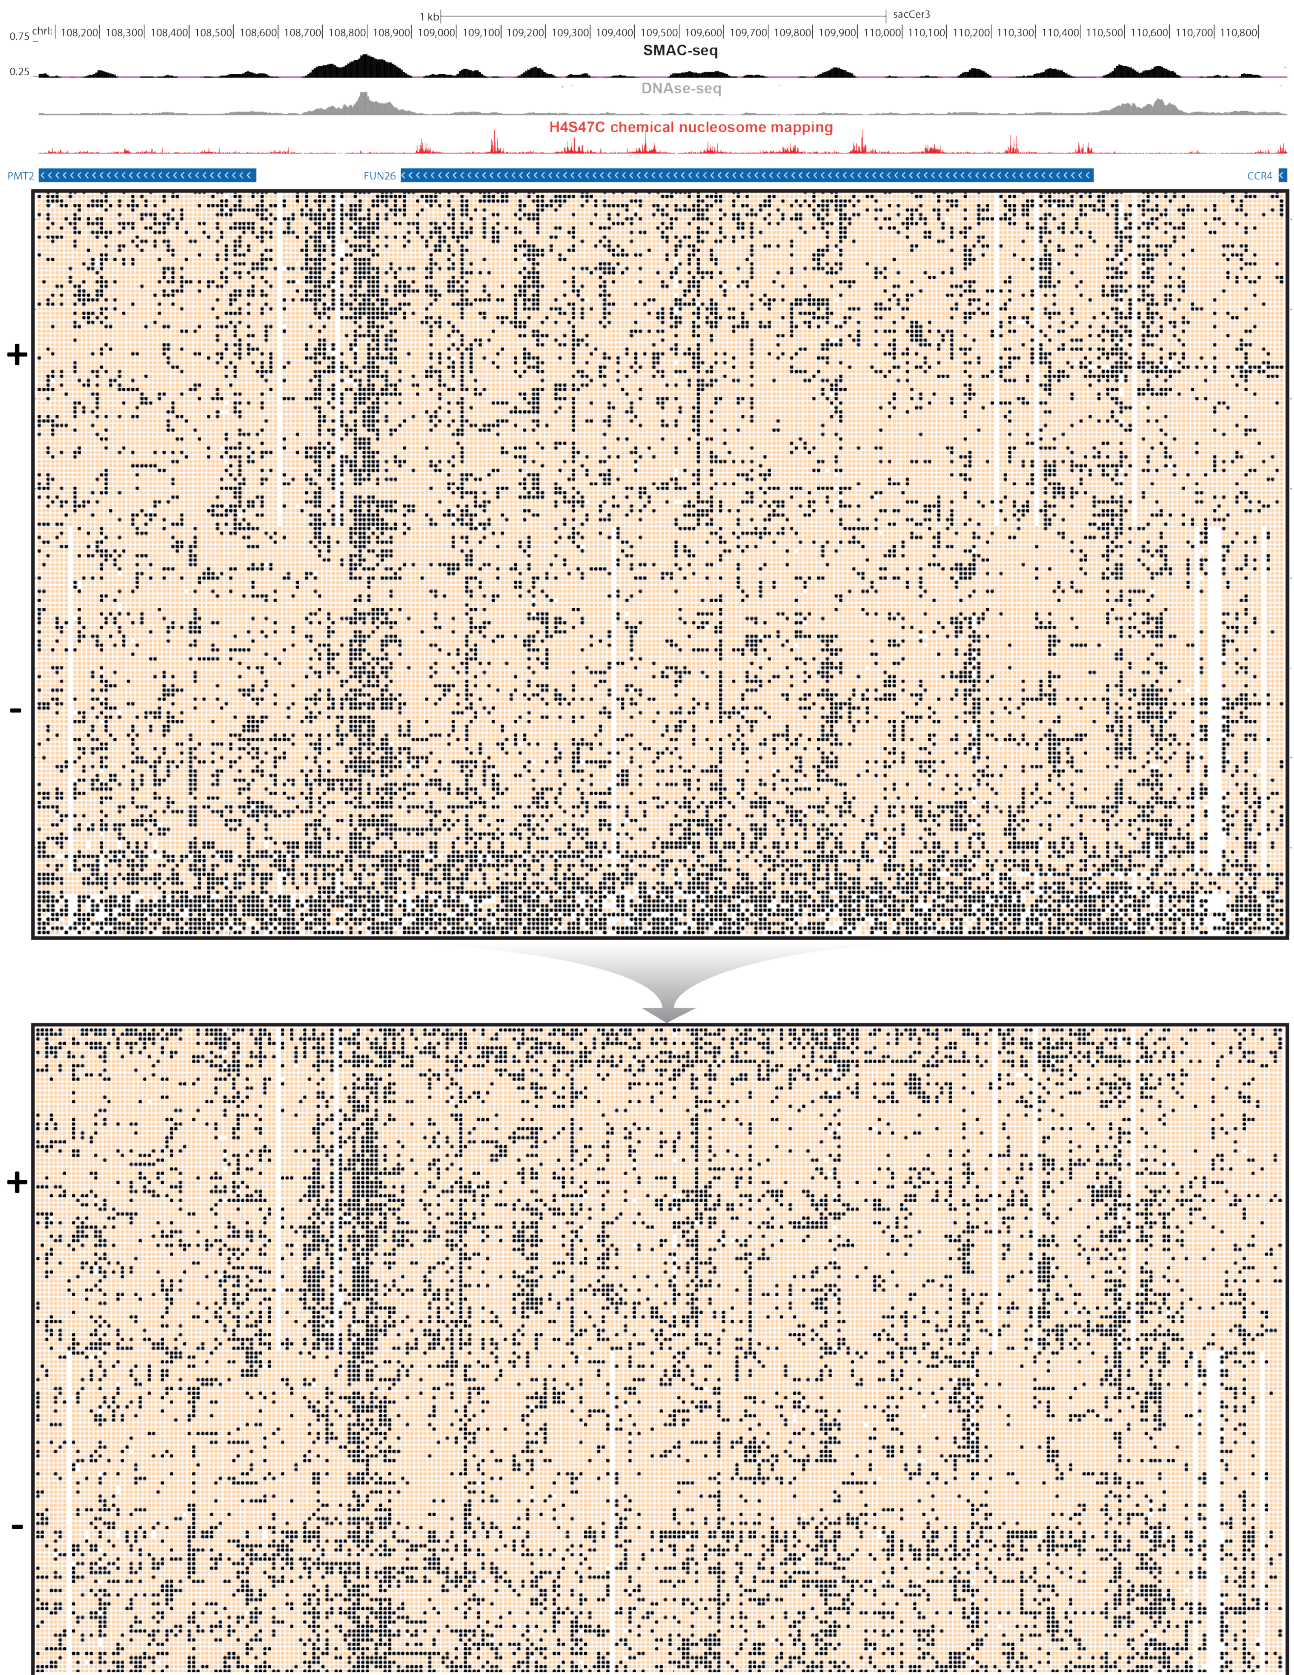 1 kb sacCer3
chrI: 108,200 108,300 108,400 108,500 108,600 108,700 108,800 108,900 109,000 109,100 109,200 109,300 109,400 109,500 109,600 109,700 109,800 109,900 110,000 110,100 110,200 110,300 110,400 110,500 110,600 110,700 110,800
0.75
SMAC-seq
0.25
DNAse-seq
H4S47C chemical nucleosome mapping
PMT2 FUN26 CCR4
+
-
+
-